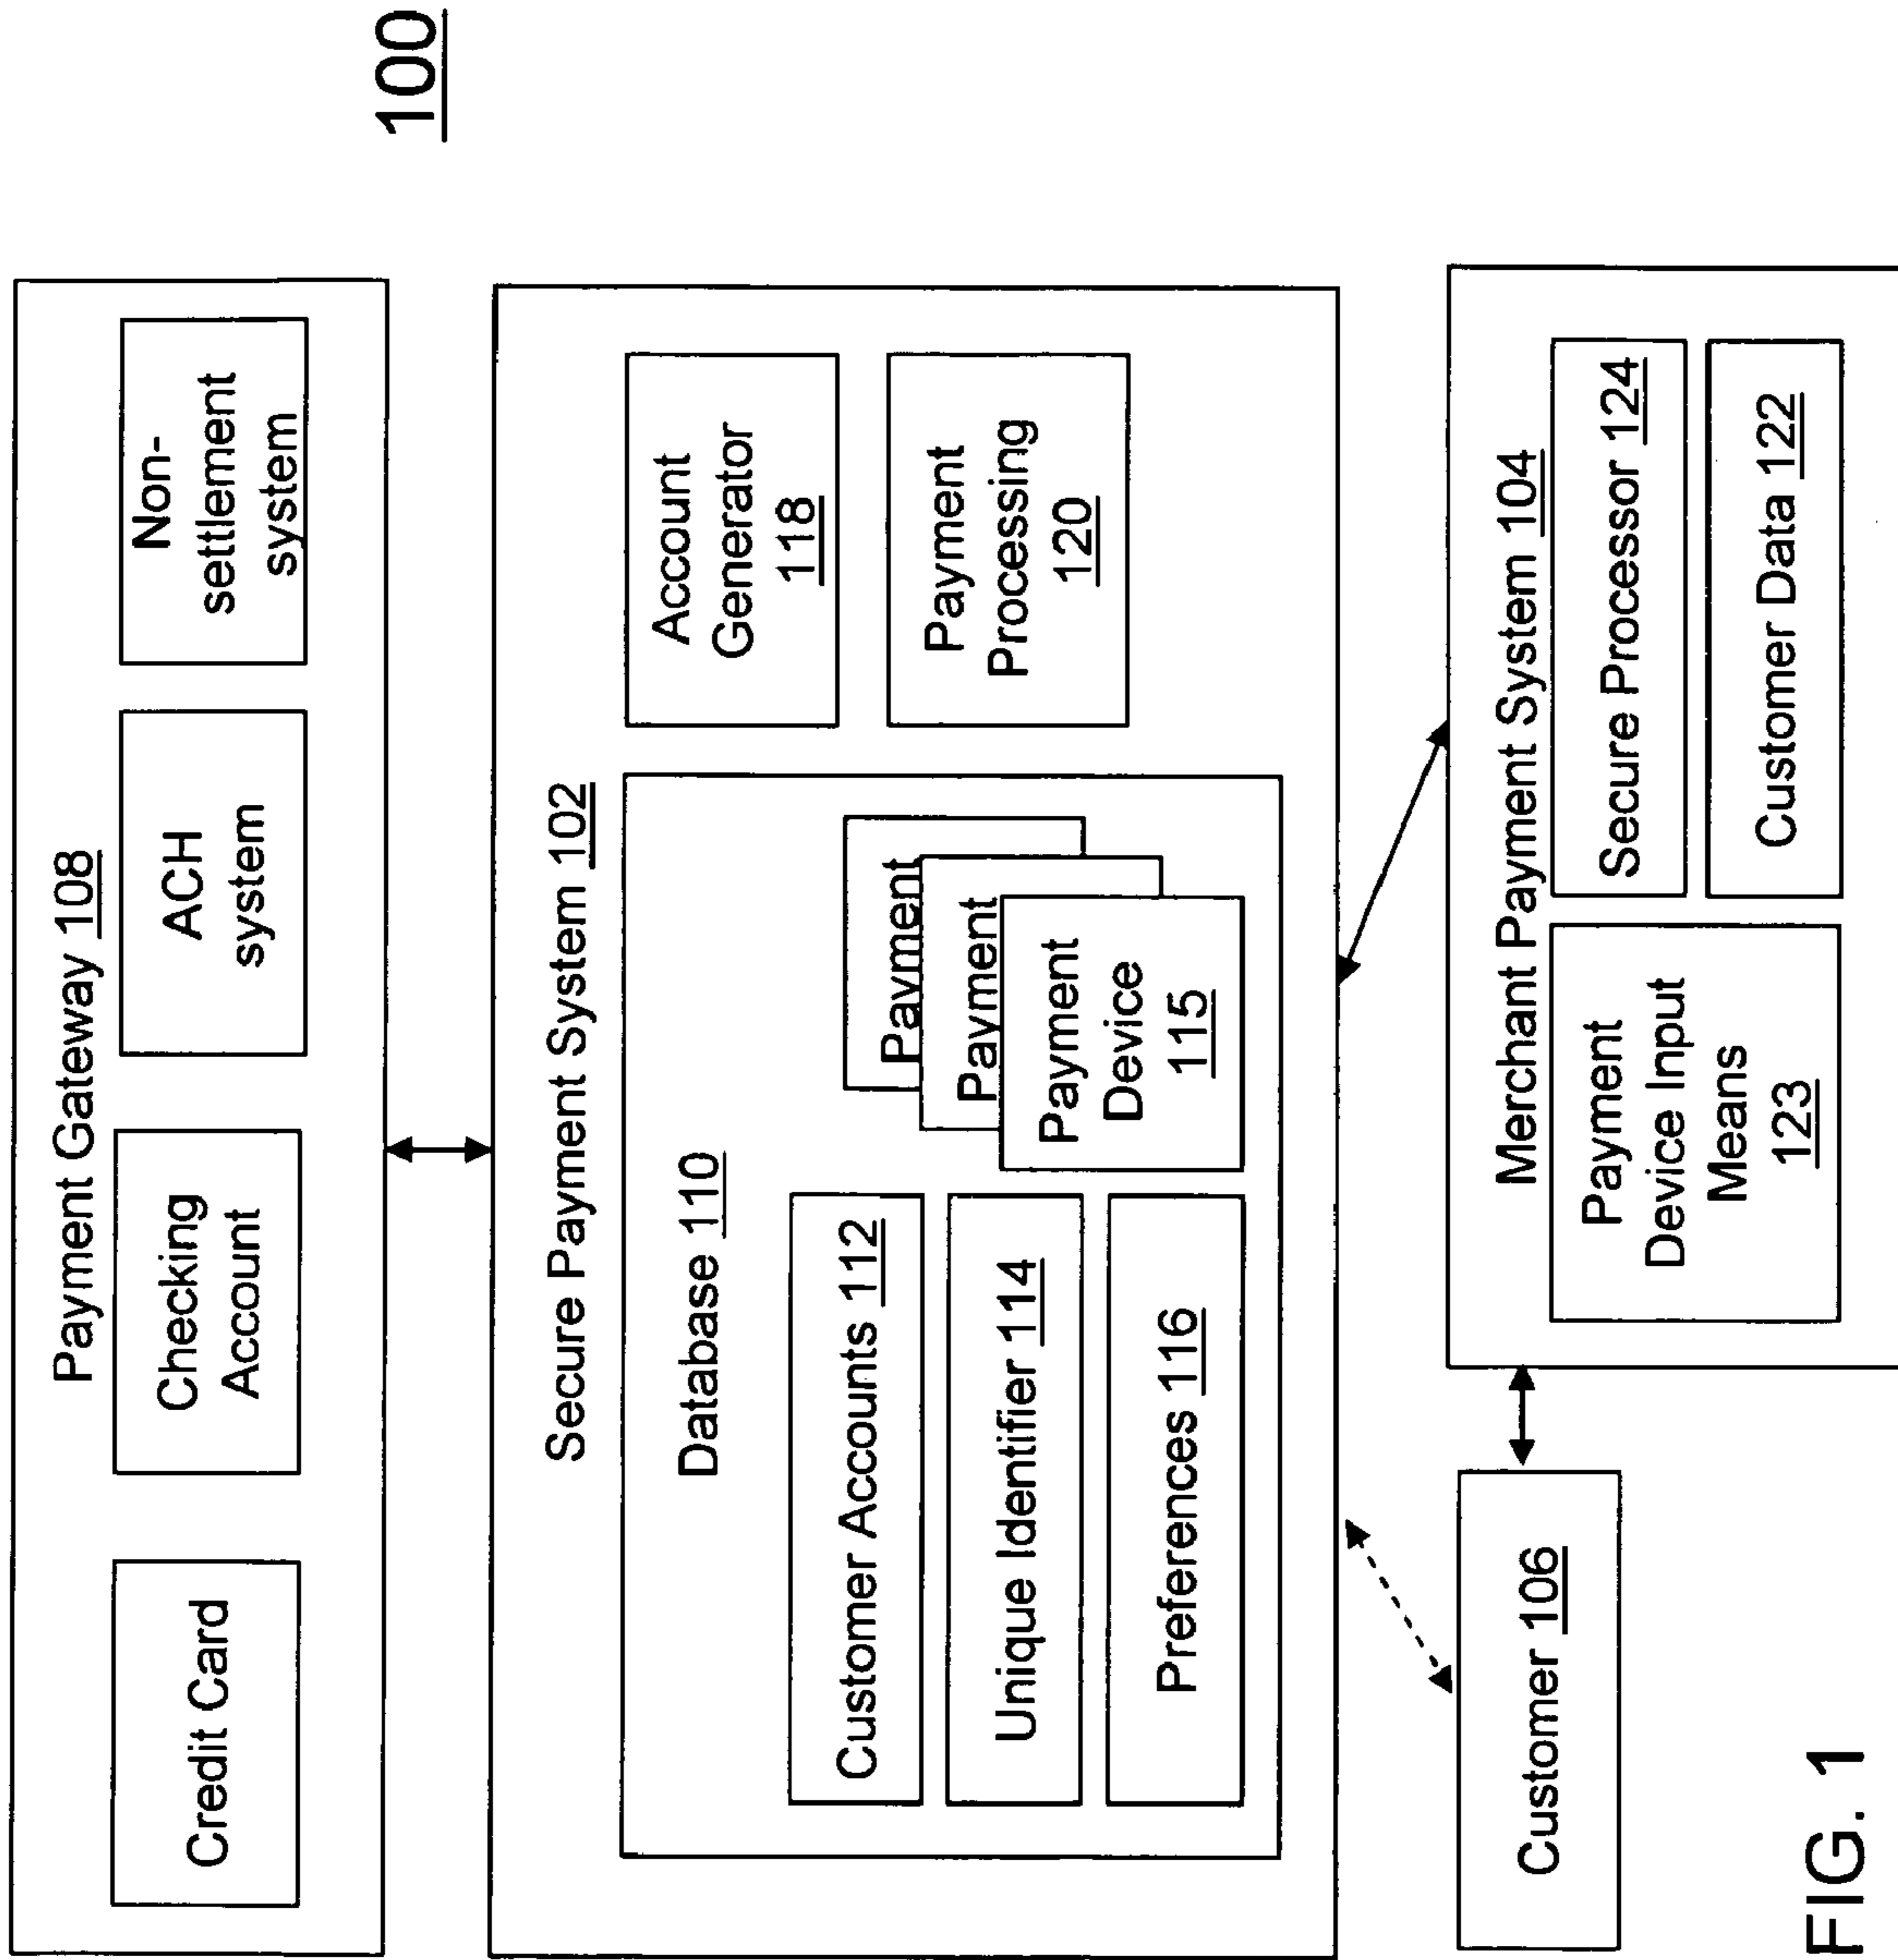 100
Payment Gateway 108
Credit Card
Checking
Account
ACH
system
Non-
settlement
system
Secure Payment System 102
Database 110
Customer Accounts 112
Unique Identifier 114
Preferences 116
Payment
Payment
Payment
Device
115
Account
Generator
118
Payment
Processing
120
Customer 106
Merchant Payment System 104
Payment
Device Input
Means
123
Secure Processor 124
Customer Data 122
FIG. 1